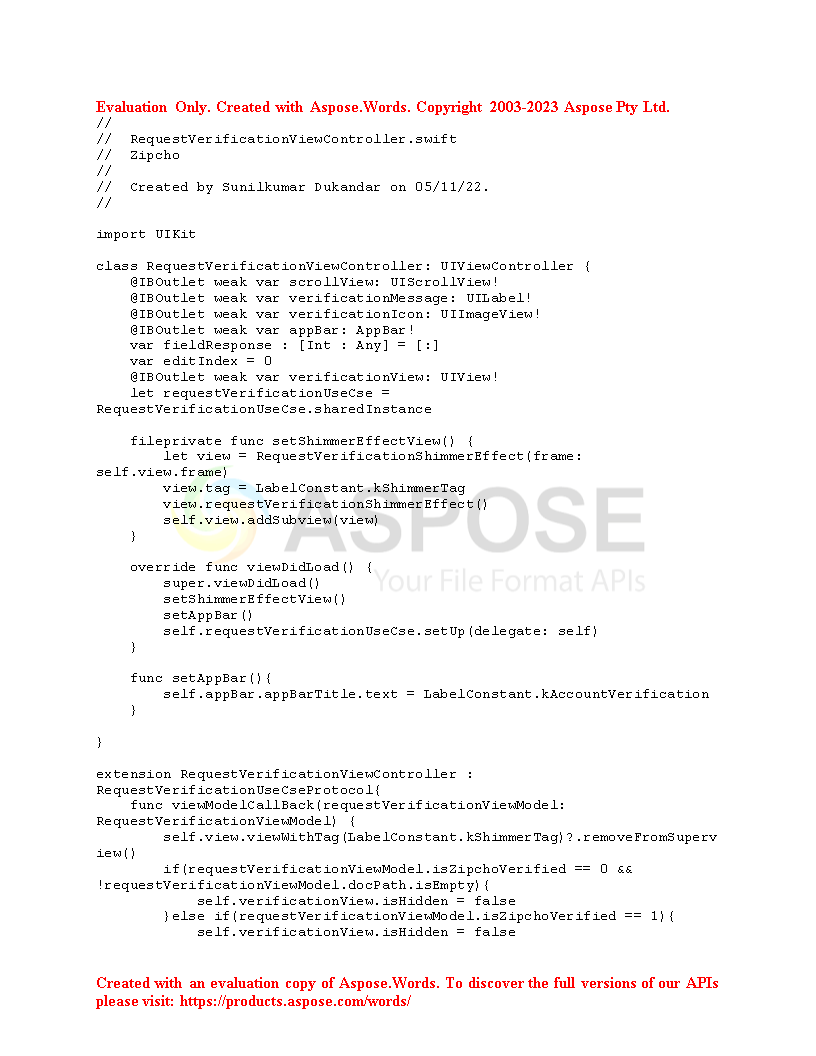 Evaluation Only. Created with Aspose.Words. Copyright 2003-2023 Aspose Pty Ltd.
//
//  RequestVerificationViewController.swift
//  Zipcho
//
//  Created by Sunilkumar Dukandar on 05/11/22.
//

import UIKit

class RequestVerificationViewController: UIViewController {
    @IBOutlet weak var scrollView: UIScrollView!
    @IBOutlet weak var verificationMessage: UILabel!
    @IBOutlet weak var verificationIcon: UIImageView!
    @IBOutlet weak var appBar: AppBar!
    var fieldResponse : [Int : Any] = [:]
    var editIndex = 0
    @IBOutlet weak var verificationView: UIView!
    let requestVerificationUseCse =
RequestVerificationUseCse.sharedInstance

    fileprivate func setShimmerEffectView() {
        let view = RequestVerificationShimmerEffect(frame:
self.view.frame)
        view.tag = LabelConstant.kShimmerTag
        view.requestVerificationShimmerEffect()
        self.view.addSubview(view)
    }

    override func viewDidLoad() {
        super.viewDidLoad()
        setShimmerEffectView()
        setAppBar()
        self.requestVerificationUseCse.setUp(delegate: self)
    }

    func setAppBar(){
        self.appBar.appBarTitle.text = LabelConstant.kAccountVerification
    }

}

extension RequestVerificationViewController :
RequestVerificationUseCseProtocol{
    func viewModelCallBack(requestVerificationViewModel:
RequestVerificationViewModel) {
        self.view.viewWithTag(LabelConstant.kShimmerTag)?.removeFromSuperv
iew()
        if(requestVerificationViewModel.isZipchoVerified == 0 &&
!requestVerificationViewModel.docPath.isEmpty){
            self.verificationView.isHidden = false
        }else if(requestVerificationViewModel.isZipchoVerified == 1){
            self.verificationView.isHidden = false
ASPOSE
Your File Format APIs
Created with an evaluation copy of Aspose.Words. To discover the full versions of our APIs
please visit: https://products.aspose.com/words/